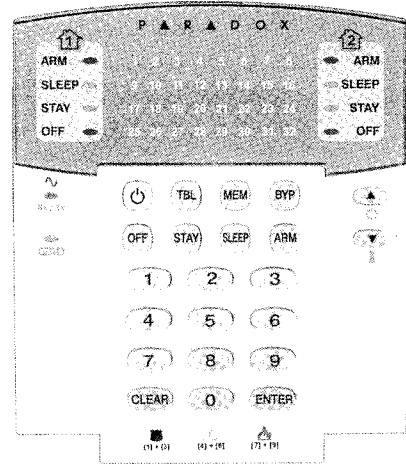 P A R A D O X
1 2
ARM 1 2 3 4 5 6 7 8 ARM
SLEEP 9 10 11 12 13 14 15 16 SLEEP
STAY 17 18 19 20 21 22 23 24 STAY
OFF 25 26 27 28 29 30 31 32 OFF
TBL MEM BYP
OFF STAY SLEEP ARM
1 2 3
4 5 6
7 8 9
CLEAR 0 ENTER
[1] + [3] [4] + [6] [7] + [9]